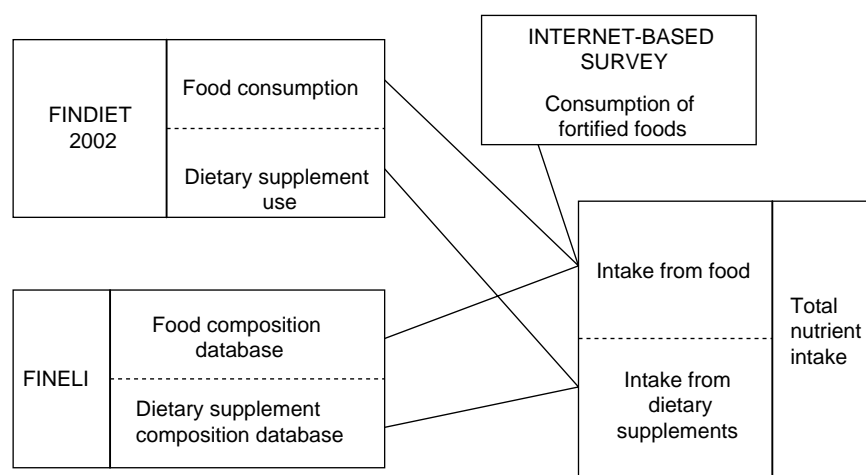 FINDIET
2002
Food consumption
Dietary supplement
use
INTERNET-BASED
SURVEY
Consumption of
fortified foods
FINELI
Food composition
database
Dietary supplement
composition database
Intake from food
Intake from
dietary
supplements
Total
nutrient
intake